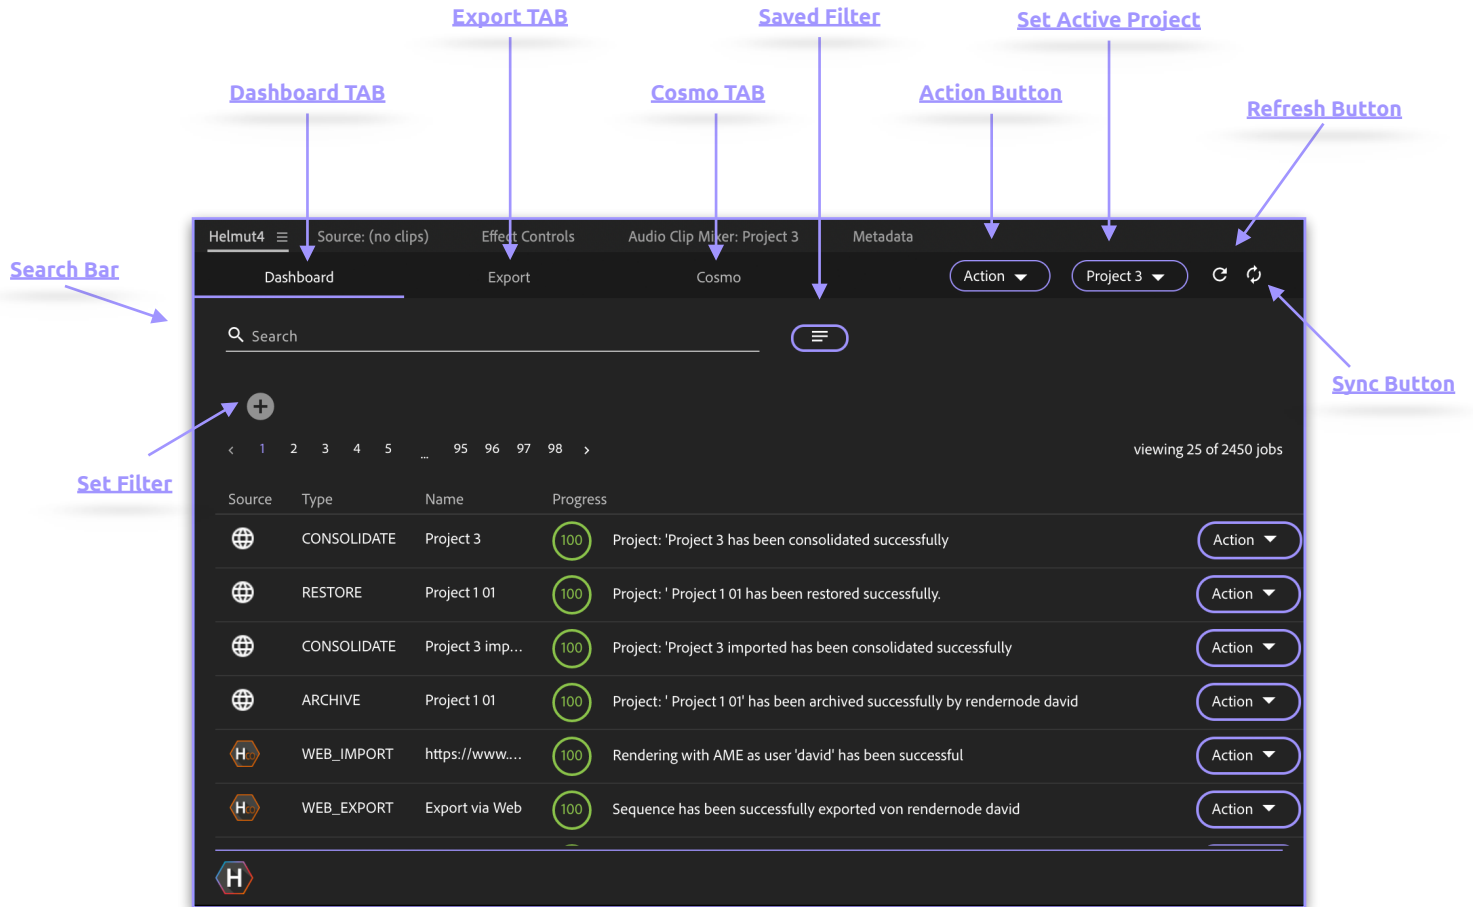 Export TAB
Saved Filter
Set Active Project
Dashboard TAB
Cosmo TAB
Action Button
Refresh Button
Helmut4 Source: (no clips) Effect Controls Audio Clip Mixer: Project 3 Metadata
Search Bar
Dashboard Export Cosmo Action Project 3
Search
Sync Button
Set Filter
1 2 3 4 5 ... 95 96 97 98
viewing 25 of 2450 jobs
Source Type Name Progress
CONSOLIDATE Project 3 100 Project: 'Project 3 has been consolidated successfully Action
RESTORE Project 1 01 100 Project: ' Project 1 01 has been restored successfully. Action
CONSOLIDATE Project 3 imp... 100 Project: 'Project 3 imported has been consolidated successfully Action
ARCHIVE Project 1 01 100 Project: ' Project 1 01' has been archived successfully by rendernode david Action
H WEB_IMPORT https://www.... 100 Rendering with AME as user 'david' has been successful Action
H WEB_EXPORT Export via Web 100 Sequence has been successfully exported von rendernode david Action
H